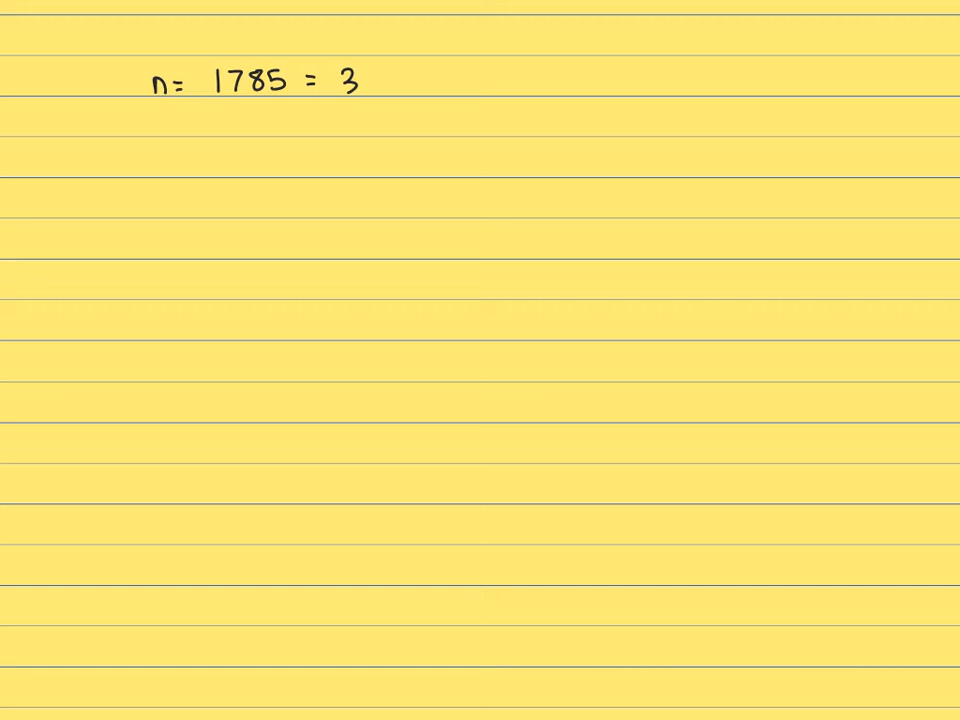 n= 1785 = 3